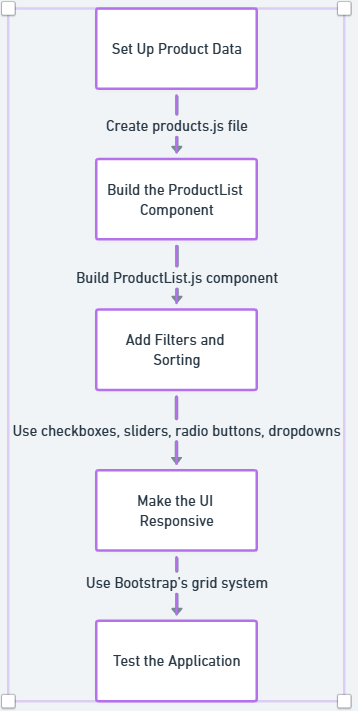 Set Up Product Data
Create products.js file
Build the ProductList
Component
Build ProductList.js component
Add Filters and
Sorting
Use checkboxes, sliders, radio buttons, dropdowns
Make the UI
Responsive
Use Bootstrap's grid system
Test the Application